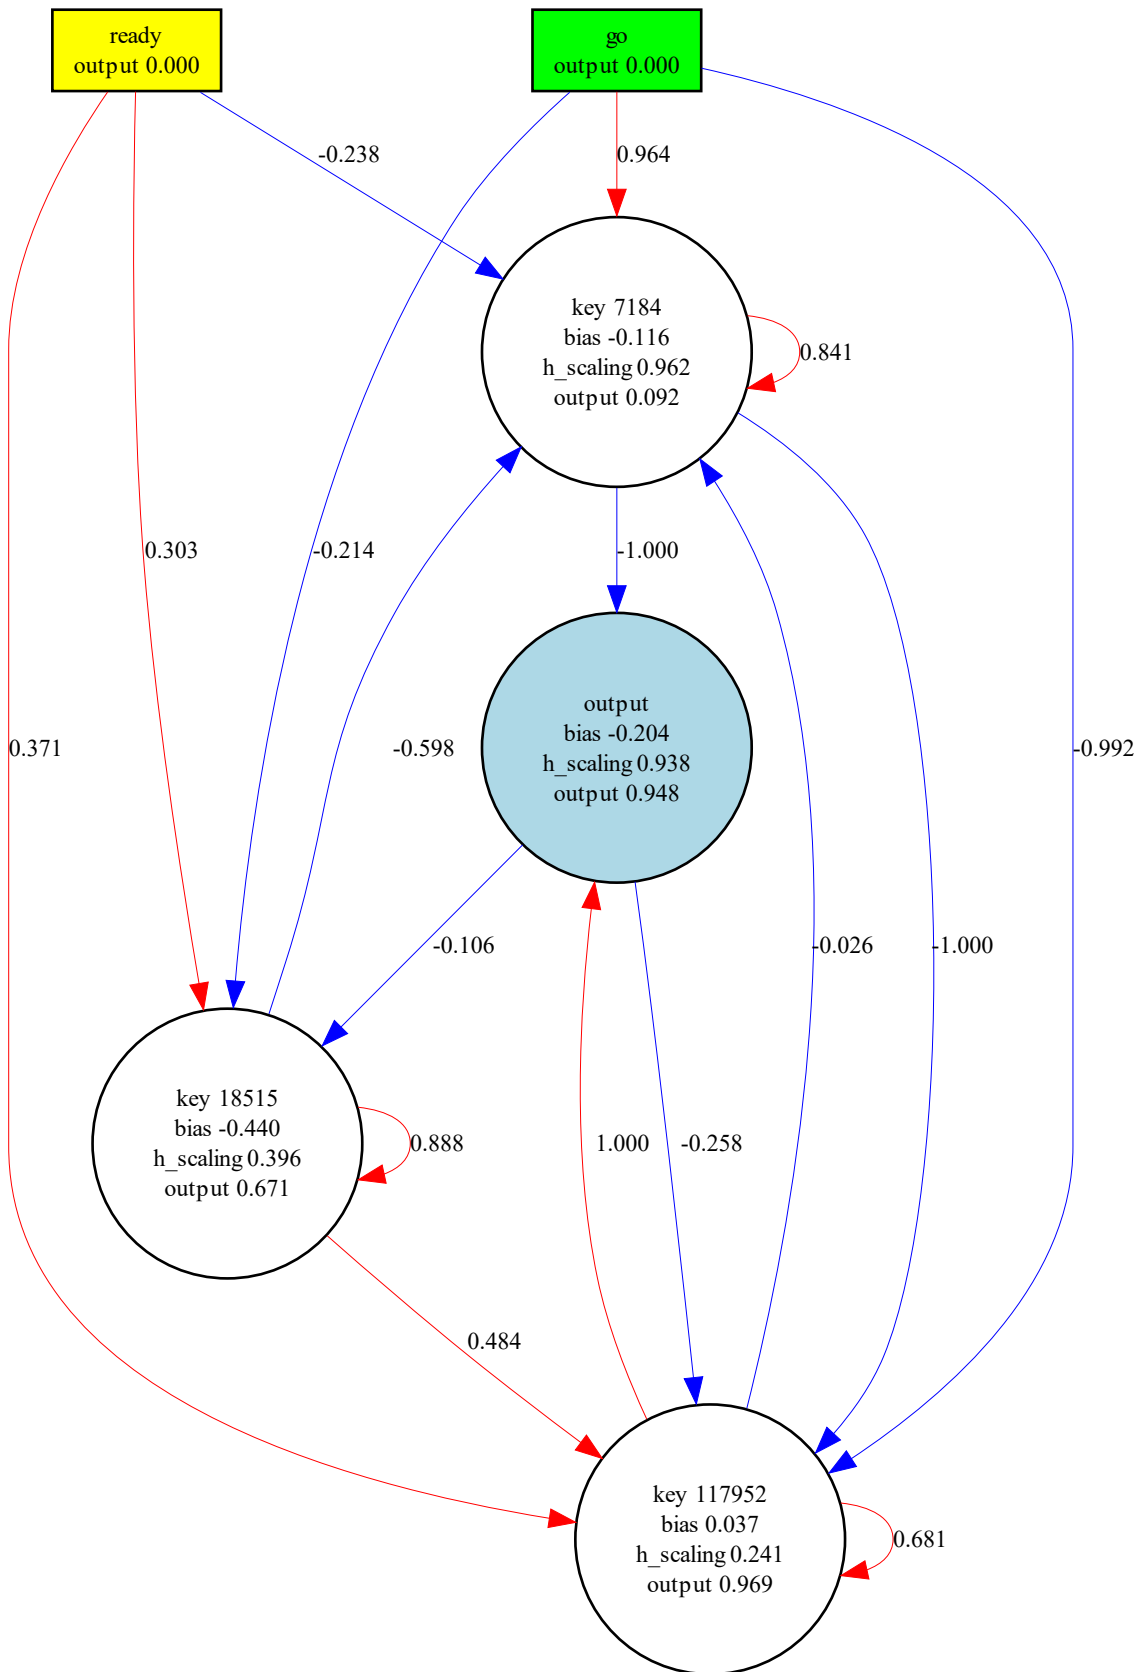 ready
output 0.000
go
output 0.000
-0.238
0.964
key 7184
bias -0.116
h_scaling 0.962
output 0.092
0.841
0.303
-0.214
-1.000
output
bias -0.204
h_scaling 0.938
output 0.948
0.371
-0.598
-0.992
-0.106
-0.026
-1.000
key 18515
bias -0.440
h_scaling 0.396
output 0.671
0.888
1.000
-0.258
0.484
key 117952
bias 0.037
h_scaling 0.241
output 0.969
0.681